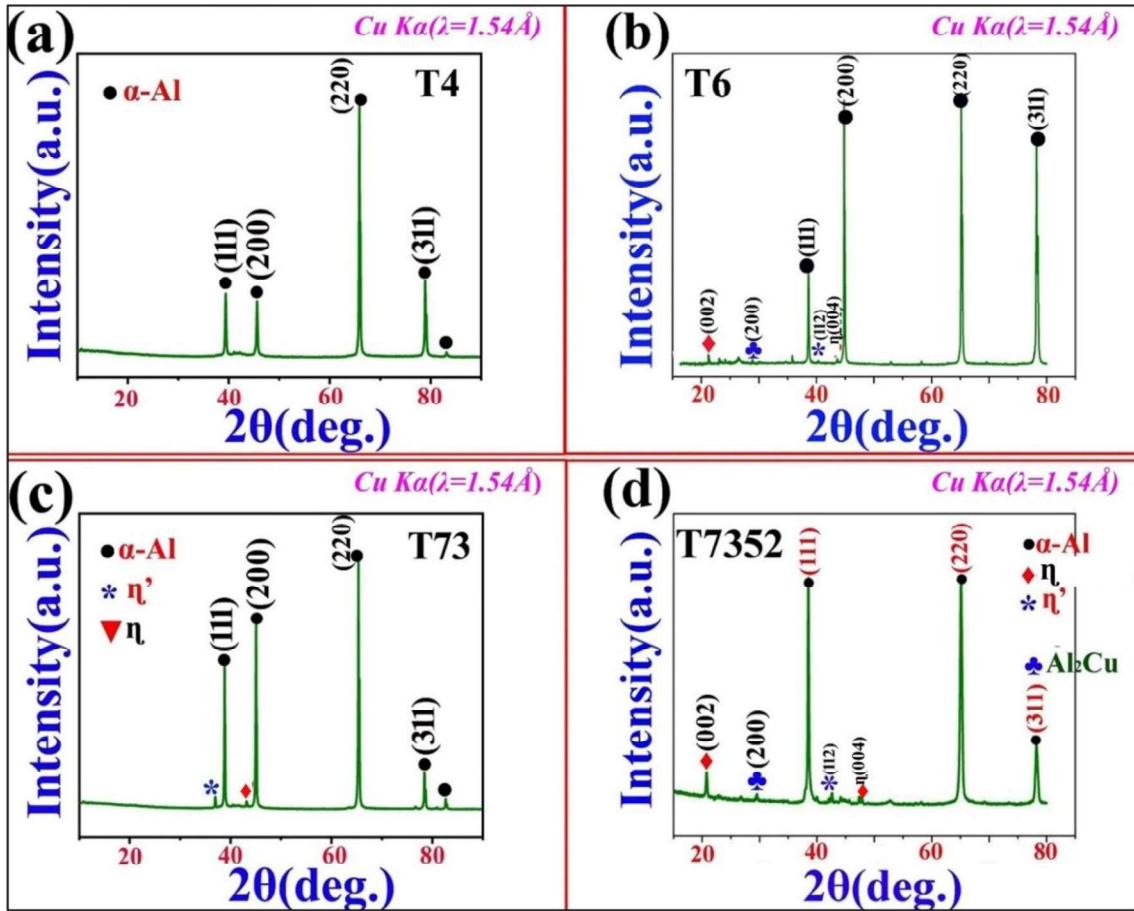 (a)
Cu Kα(λ=1.54Å)
T4
α-Al
(111)
(200)
(220)
(311)
Intensity(a.u.)
20 40 60 80
2θ(deg.)
(b)
Cu Kα(λ=1.54Å)
T6
(002)
(200)
(111)
(112)
η(004)
(200)
(220)
(311)
Intensity(a.u.)
20 40 60 80
2θ(deg.)
(c)
Cu Kα(λ=1.54Å)
T73
α-Al
η’
η
(111)
(200)
(220)
(311)
Intensity(a.u.)
20 40 60 80
2θ(deg.)
(d)
Cu Kα(λ=1.54Å)
T7352
α-Al
η
η’
Al₂Cu
(002)
(200)
(111)
(112)
η(004)
(220)
(311)
Intensity(a.u.)
20 40 60 80
2θ(deg.)